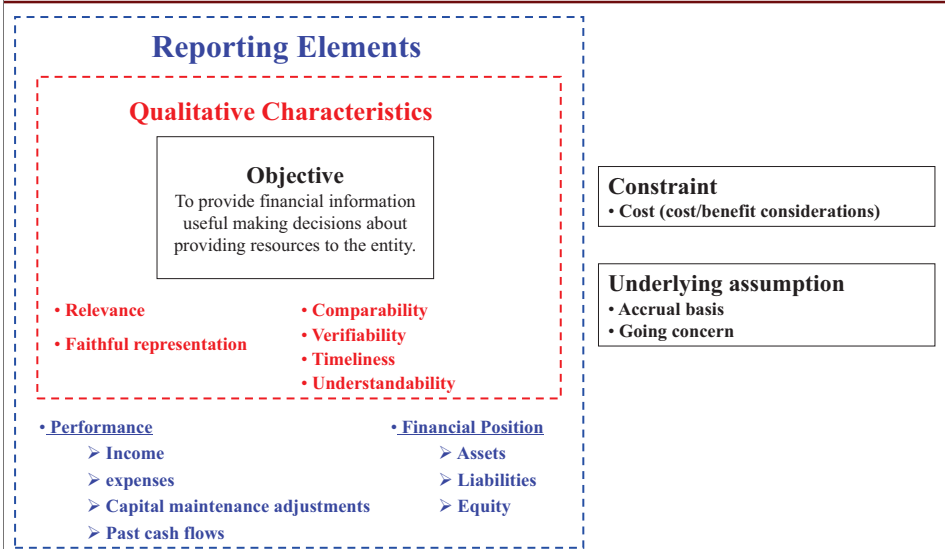 Reporting Elements
Qualitative Characteristics
Objective
To provide financial information
useful making decisions about
providing resources to the entity.
• Relevance
• Faithful representation
• Comparability
• Verifiability
• Timeliness
• Understandability
• Performance
➢ Income
➢ expenses
➢ Capital maintenance adjustments
➢ Past cash flows
• Financial Position
➢ Assets
➢ Liabilities
➢ Equity
Constraint
• Cost (cost/benefit considerations)
Underlying assumption
• Accrual basis
• Going concern